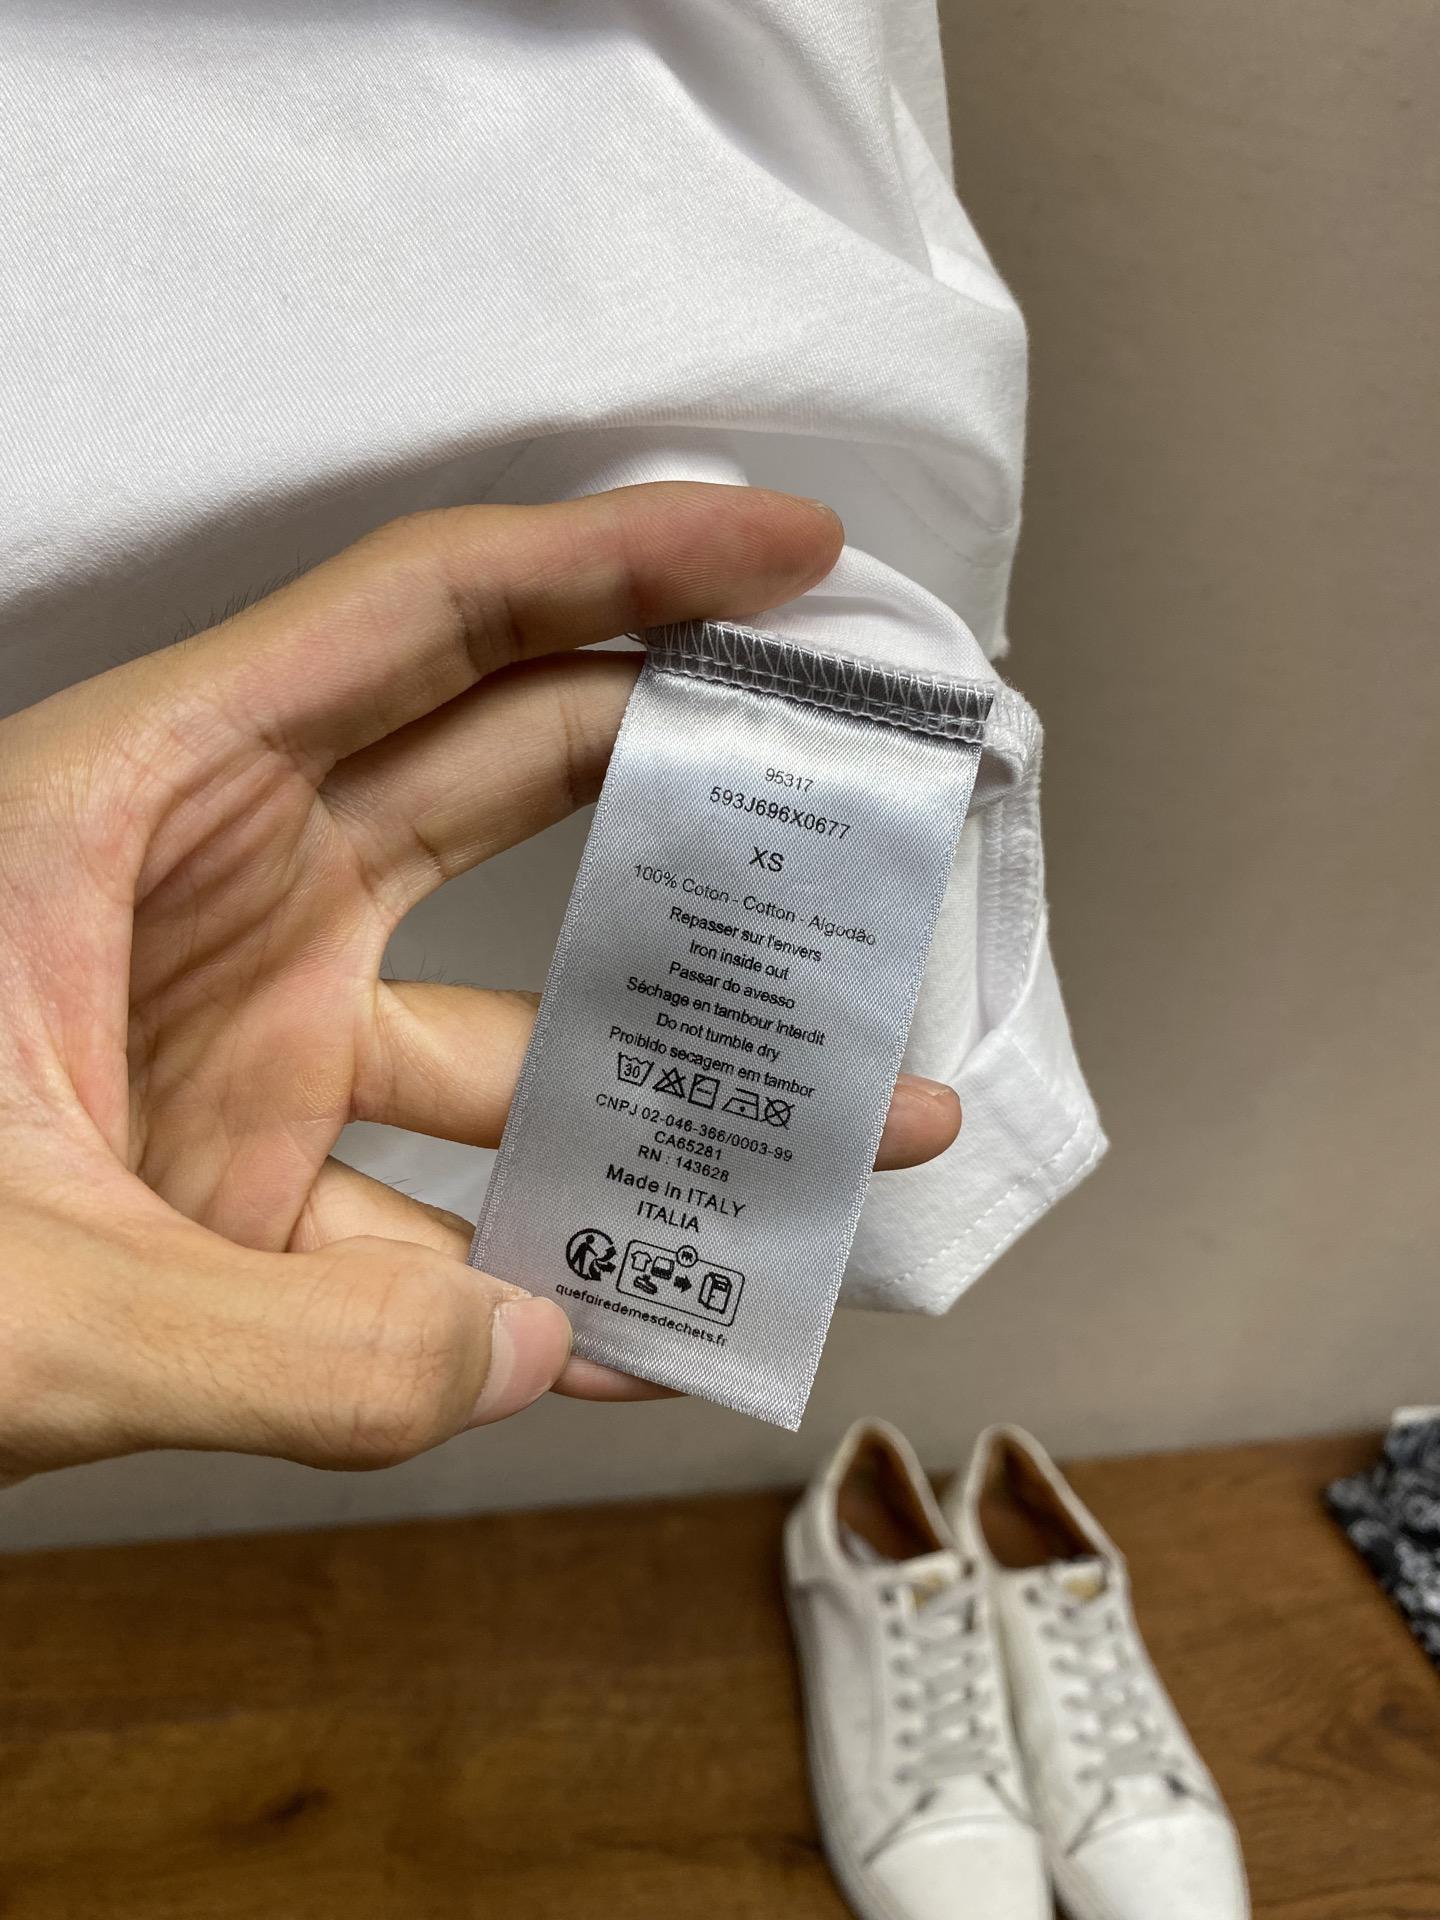 95317
593J696X0677
XS
100% Coton - Cotton - Algodão
Repasser sur l'envers
Iron inside out
Passar do avesso
Séchage en tambour interdit
Do not tumble dry
Proibido secagem em tambor
30
CNPJ 02-046-366/0003-99
CA65281
RN : 143628
Made in ITALY
ITALIA
FR
quefairedemesdechets.fr